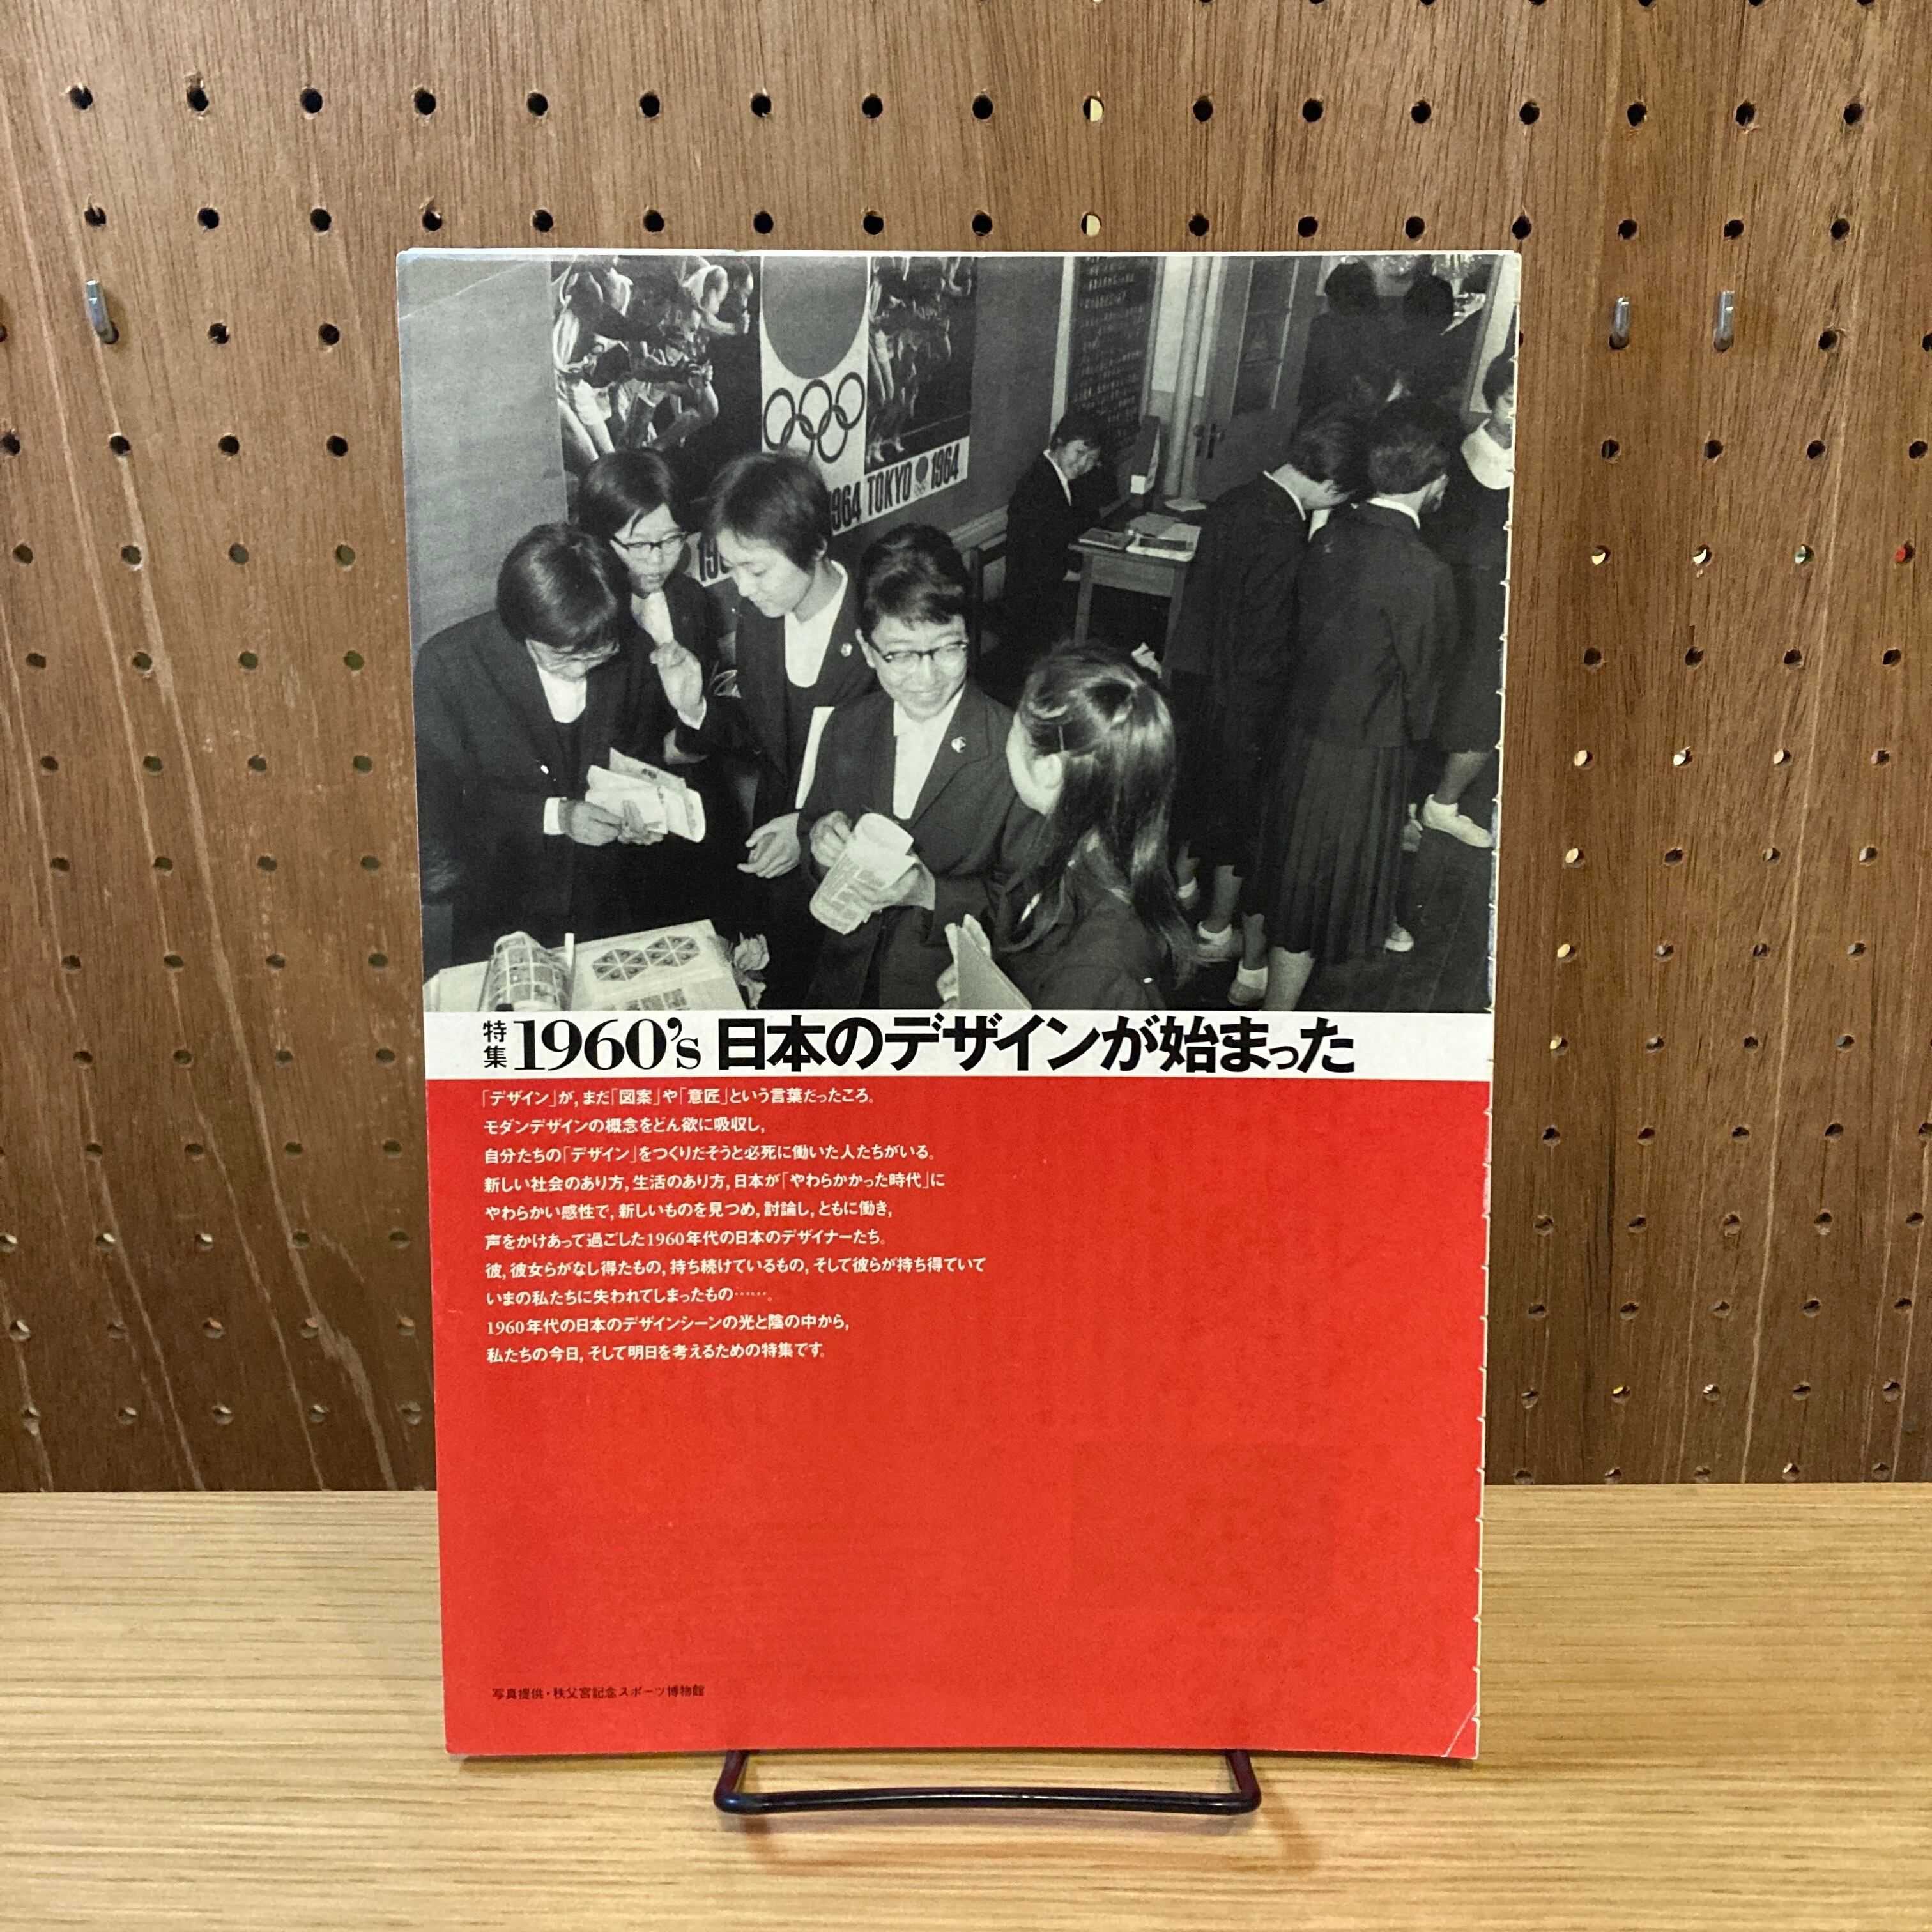 1964 TOKYO 1964
特集 1960's 日本のデザインが始まった
「デザイン」が，まだ「図案」や「意匠」という言葉だったころ。
モダンデザインの概念をどん欲に吸収し，
自分たちの「デザイン」をつくりだそうと必死に働いた人たちがいる。
新しい社会のあり方，生活のあり方，日本が「やわらかかった時代」に
やわらかい感性で，新しいものを見つめ，討論し，ともに働き，
声をかけあって過ごした1960年代の日本のデザイナーたち。
彼，彼女らがなし得たもの，持ち続けているもの，そして彼らが持ち得ていて
いまの私たちに失われてしまったもの……。
1960年代の日本のデザインシーンの光と陰の中から，
私たちの今日，そして明日を考えるための特集です。
写真提供・秩父宮記念スポーツ博物館